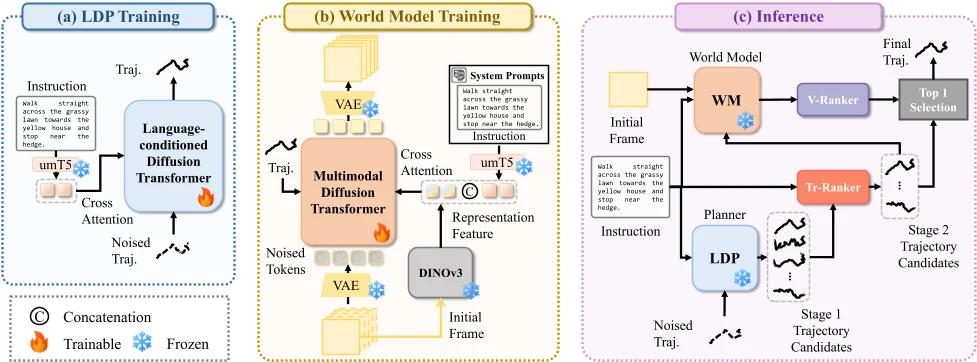 (a) LDP Training
Traj.
Instruction
Walk straight
across the grassy
lawn towards the
yellow house and
stop near the
hedge.
umT5
Language-
conditioned
Diffusion
Transformer
Cross
Attention
Noised
Traj.
Concatenation
Trainable
Frozen
(b) World Model Training
VAE
System Prompts
Walk straight
across the grassy
lawn towards the
yellow house and
stop near the
hedge.
Instruction
umT5
Traj.
Cross
Attention
Multimodal
Diffusion
Transformer
Representation
Feature
Noised
Tokens
DINOv3
VAE
Initial
Frame
(c) Inference
Final
Traj.
World Model
WM
V-Ranker
Top 1
Selection
Initial
Frame
Walk straight
across the grassy
lawn towards the
yellow house and
stop near the
hedge.
Instruction
Tr-Ranker
Planner
LDP
Stage 2
Trajectory
Candidates
Noised
Traj.
Stage 1
Trajectory
Candidates